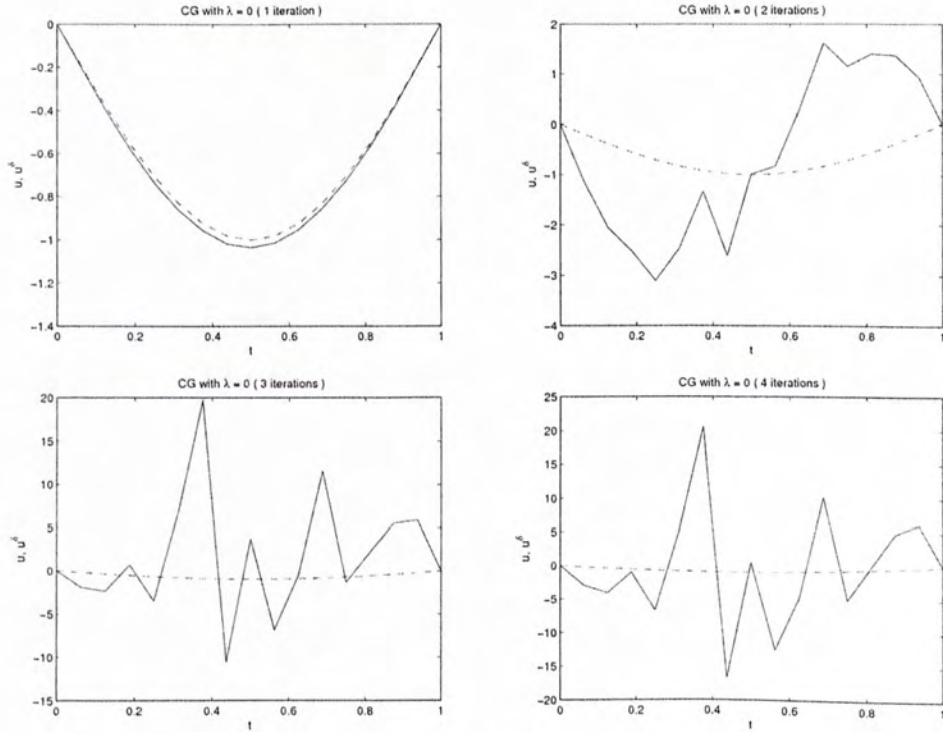 CG with λ = 0 ( 1 iteration )
0
−0.2
−0.4
−0.6
−0.8
−1
−1.2
−1.4
u, u^δ
0 0.2 0.4 0.6 0.8 1
t
CG with λ = 0 ( 2 iterations )
2
1
0
−1
−2
−3
−4
u, u^δ
0 0.2 0.4 0.6 0.8 1
t
CG with λ = 0 ( 3 iterations )
20
15
10
5
0
−5
−10
−15
u, u^δ
0 0.2 0.4 0.6 0.8 1
t
CG with λ = 0 ( 4 iterations )
25
20
15
10
5
0
−5
−10
−15
−20
u, u^δ
0 0.2 0.4 0.6 0.8 1
t